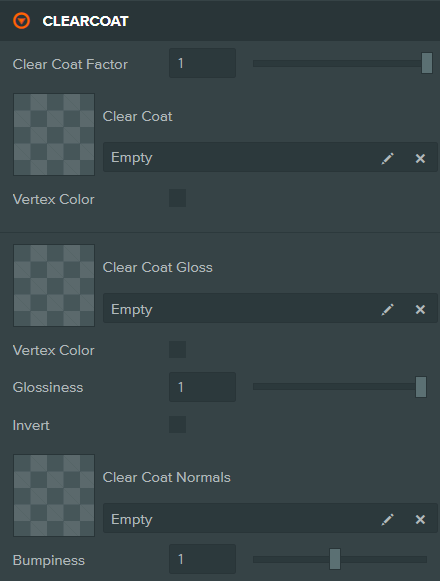 CLEARCOAT
Clear Coat Factor 1
Clear Coat
Empty
Vertex Color
Clear Coat Gloss
Empty
Vertex Color
Glossiness 1
Invert
Clear Coat Normals
Empty
Bumpiness 1